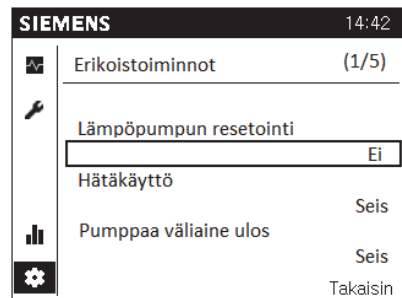 SIEMENS 14:42
Erikoistoiminnot (1/5)
Lämpöpumpun resetointi
Ei
Hätäkäyttö
Seis
Pumppaa väliaine ulos
Seis
Takaisin